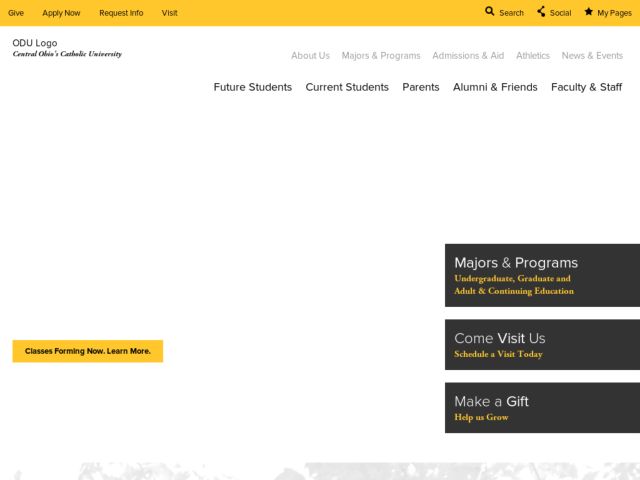 Give Apply Now Request Info Visit Search Social My Pages
ODU Logo
Central Ohio's Catholic University
About Us Majors & Programs Admissions & Aid Athletics News & Events
Future Students Current Students Parents Alumni & Friends Faculty & Staff
Majors & Programs
Undergraduate, Graduate and
Adult & Continuing Education
Come Visit Us
Schedule a Visit Today
Classes Forming Now. Learn More.
Make a Gift
Help us Grow